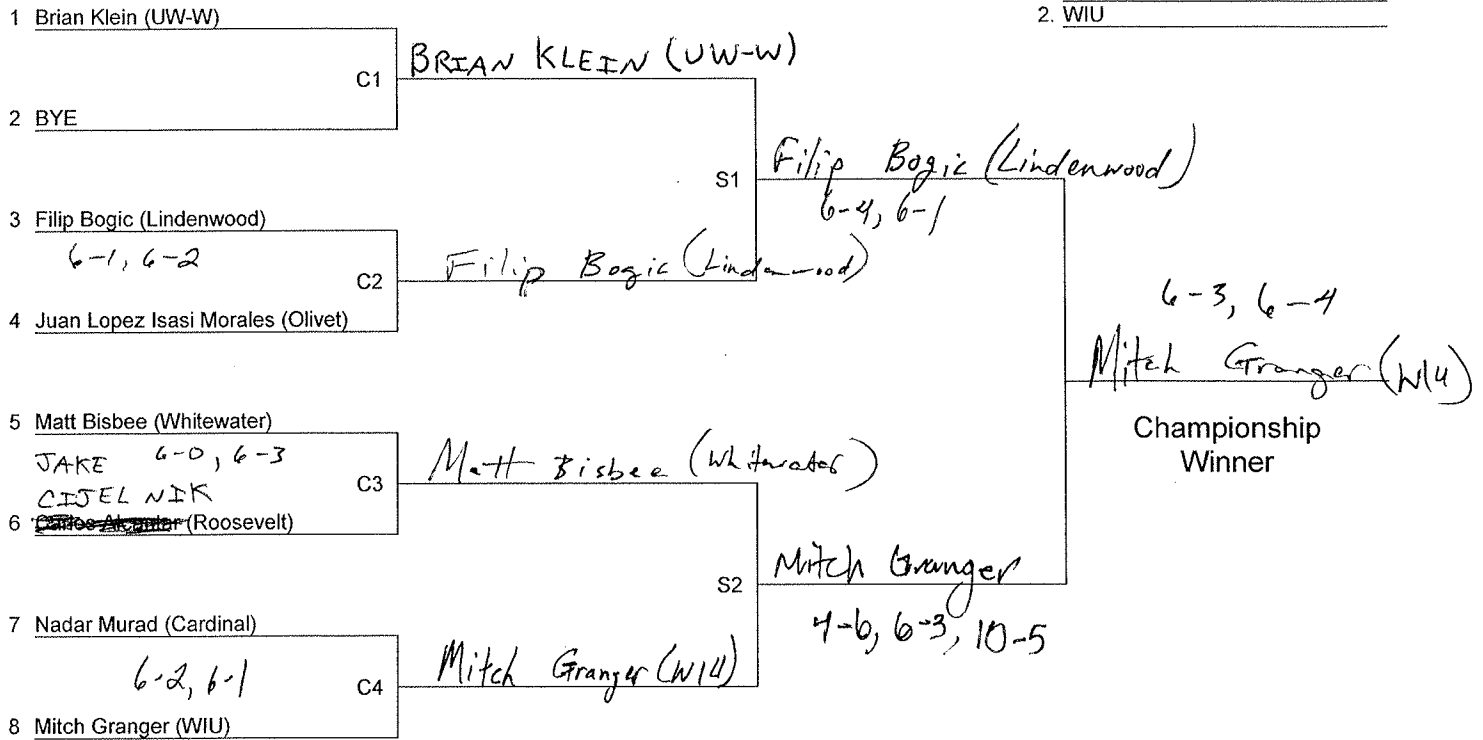 2. WIU
1 Brian Klein (UW-W)
C1
BRIAN KLEIN (UW-W)
2 BYE
S1
Filip Bogic (Lindenwood)
6-4, 6-1
3 Filip Bogic (Lindenwood)
6-1, 6-2
C2
Filip Bogic (Lindenwood)
4 Juan Lopez Isasi Morales (Olivet)
6-3, 6-4
Mitch Granger (WIU)
Championship
Winner
5 Matt Bisbee (Whitewater)
JAKE 6-0, 6-3
CIJEL NIK
C3
Matt Bisbee (Whitewater)
6 (Roosevelt)
S2
Mitch Granger
4-6, 6-3, 10-5
7 Nadar Murad (Cardinal)
6-2, 6-1
C4
Mitch Granger (WIU)
8 Mitch Granger (WIU)